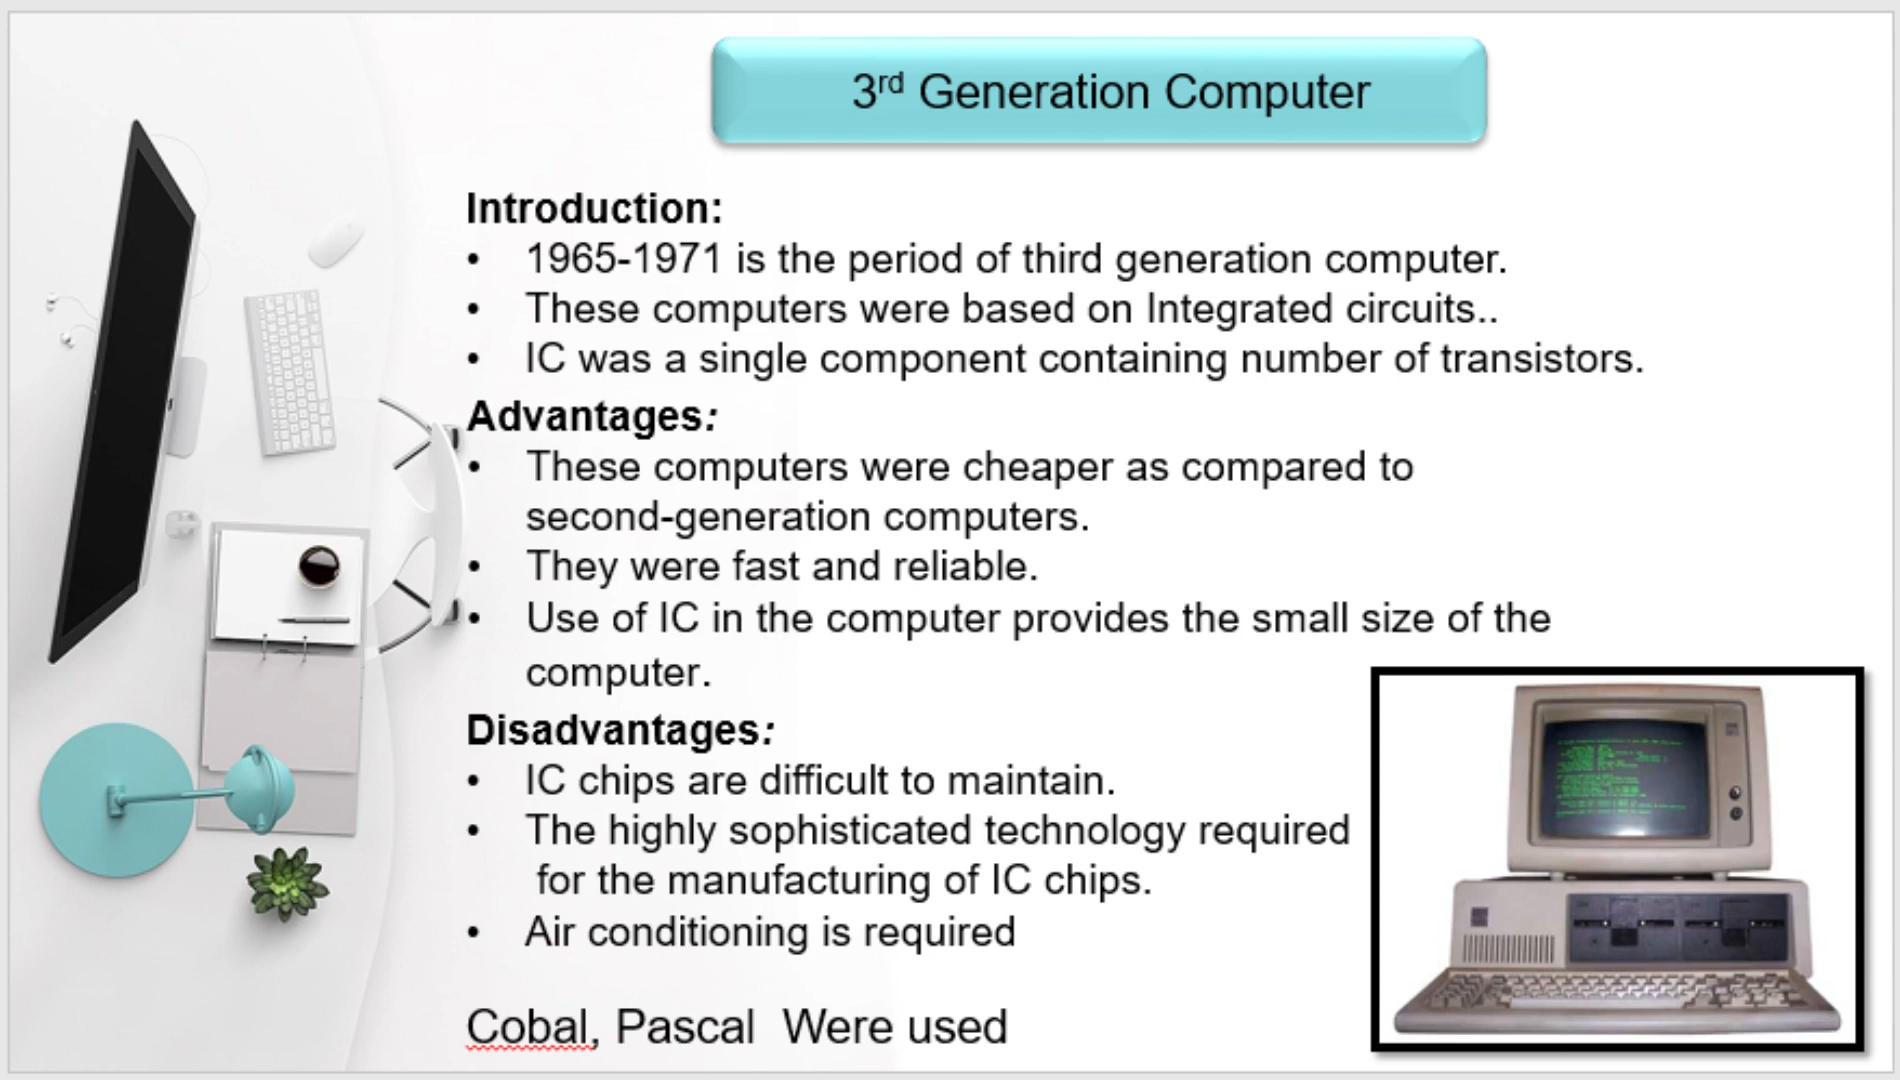 3rd Generation Computer
Introduction:
• 1965-1971 is the period of third generation computer.
• These computers were based on Integrated circuits..
• IC was a single component containing number of transistors.
Advantages:
• These computers were cheaper as compared to
second-generation computers.
• They were fast and reliable.
• Use of IC in the computer provides the small size of the
computer.
Disadvantages:
• IC chips are difficult to maintain.
• The highly sophisticated technology required
for the manufacturing of IC chips.
• Air conditioning is required
Cobal, Pascal  Were used